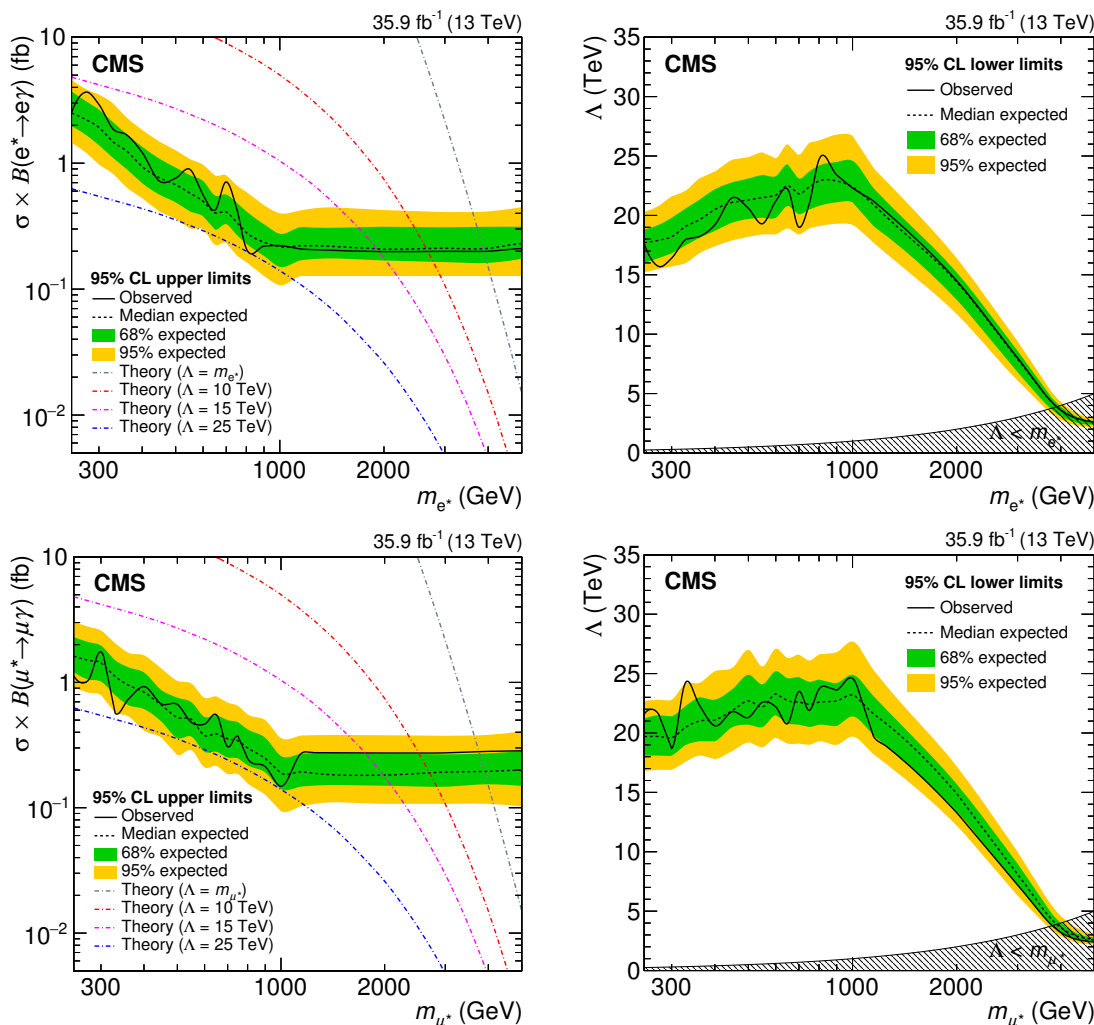 35.9 fb⁻¹ (13 TeV)
CMS
σ × B(e*→eγ) (fb)
10
1
10⁻¹
10⁻²
95% CL upper limits
Observed
Median expected
68% expected
95% expected
Theory (Λ = mₑ*)
Theory (Λ = 10 TeV)
Theory (Λ = 15 TeV)
Theory (Λ = 25 TeV)
300 1000 2000
mₑ* (GeV)
35.9 fb⁻¹ (13 TeV)
CMS
Λ (TeV)
35
30
25
20
15
10
5
0
95% CL lower limits
Observed
Median expected
68% expected
95% expected
Λ < mₑ*
300 1000 2000
mₑ* (GeV)
35.9 fb⁻¹ (13 TeV)
CMS
σ × B(μ*→μγ) (fb)
10
1
10⁻¹
10⁻²
95% CL upper limits
Observed
Median expected
68% expected
95% expected
Theory (Λ = m_μ*)
Theory (Λ = 10 TeV)
Theory (Λ = 15 TeV)
Theory (Λ = 25 TeV)
300 1000 2000
m_μ* (GeV)
35.9 fb⁻¹ (13 TeV)
CMS
Λ (TeV)
35
30
25
20
15
10
5
0
95% CL lower limits
Observed
Median expected
68% expected
95% expected
Λ < m_μ*
300 1000 2000
m_μ* (GeV)